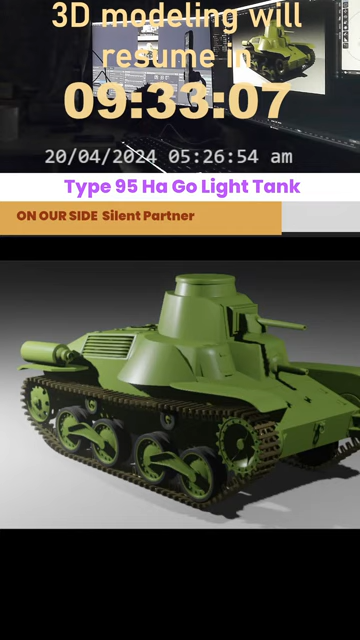 3D modeling will
resume in
09:33:07
20/04/2024 05:26:54 am
Type 95 Ha Go Light Tank
ON OUR SIDE Silent Partner